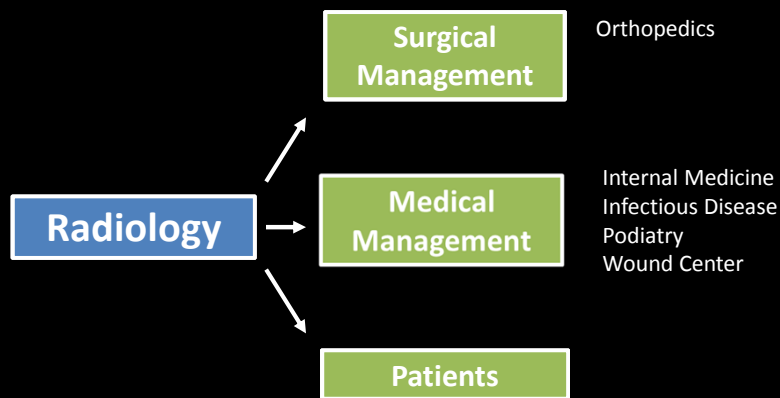 Surgical
Management
Orthopedics
Radiology
Medical
Management
Internal Medicine
Infectious Disease
Podiatry
Wound Center
Patients